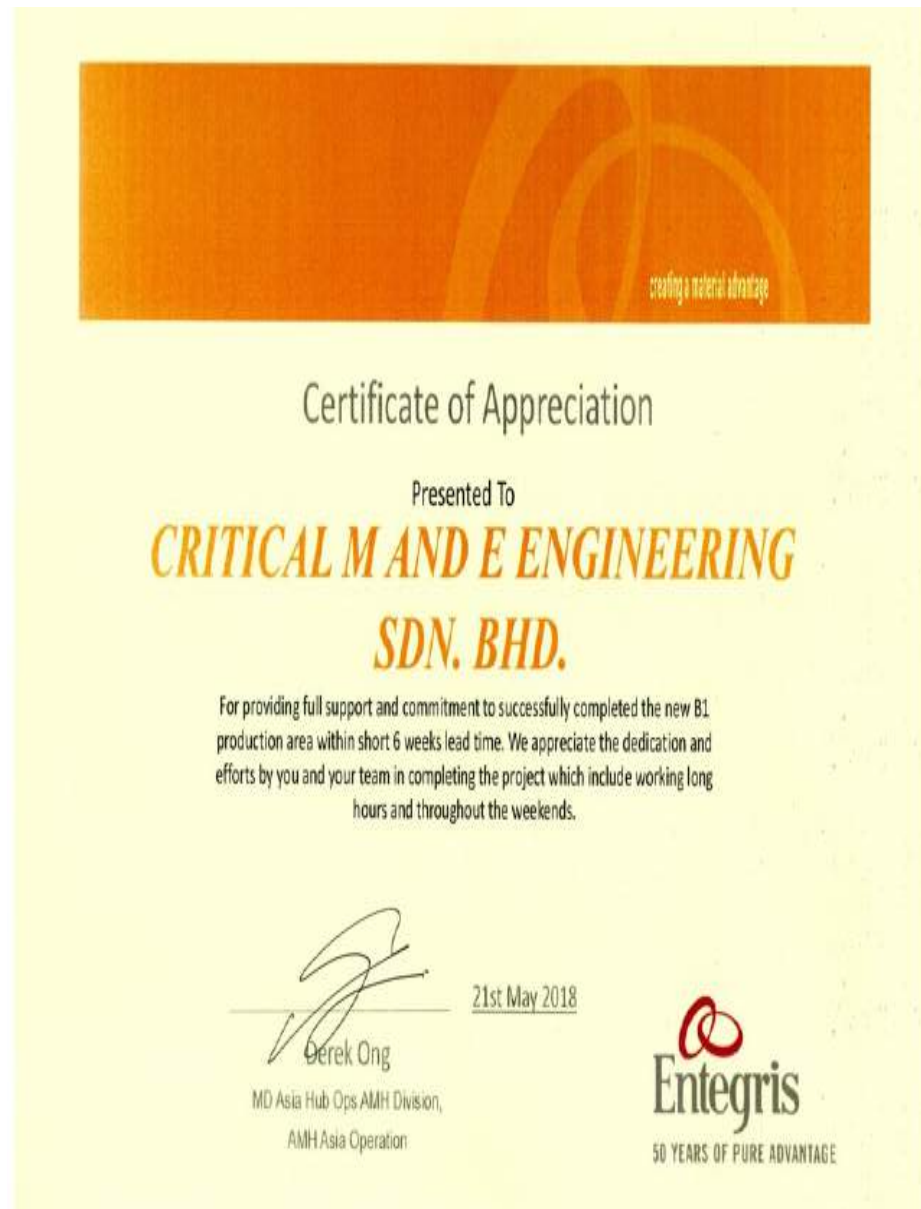 creating a material advantage
Certificate of Appreciation
Presented To
CRITICAL M AND E ENGINEERING
SDN. BHD.
For providing full support and commitment to successfully completed the new B1
production area within short 6 weeks lead time. We appreciate the dedication and
efforts by you and your team in completing the project which include working long
hours and throughout the weekends.
21st May 2018
Derek Ong
MD Asia Hub Ops AMH Division,
AMH Asia Operation
Entegris
50 YEARS OF PURE ADVANTAGE